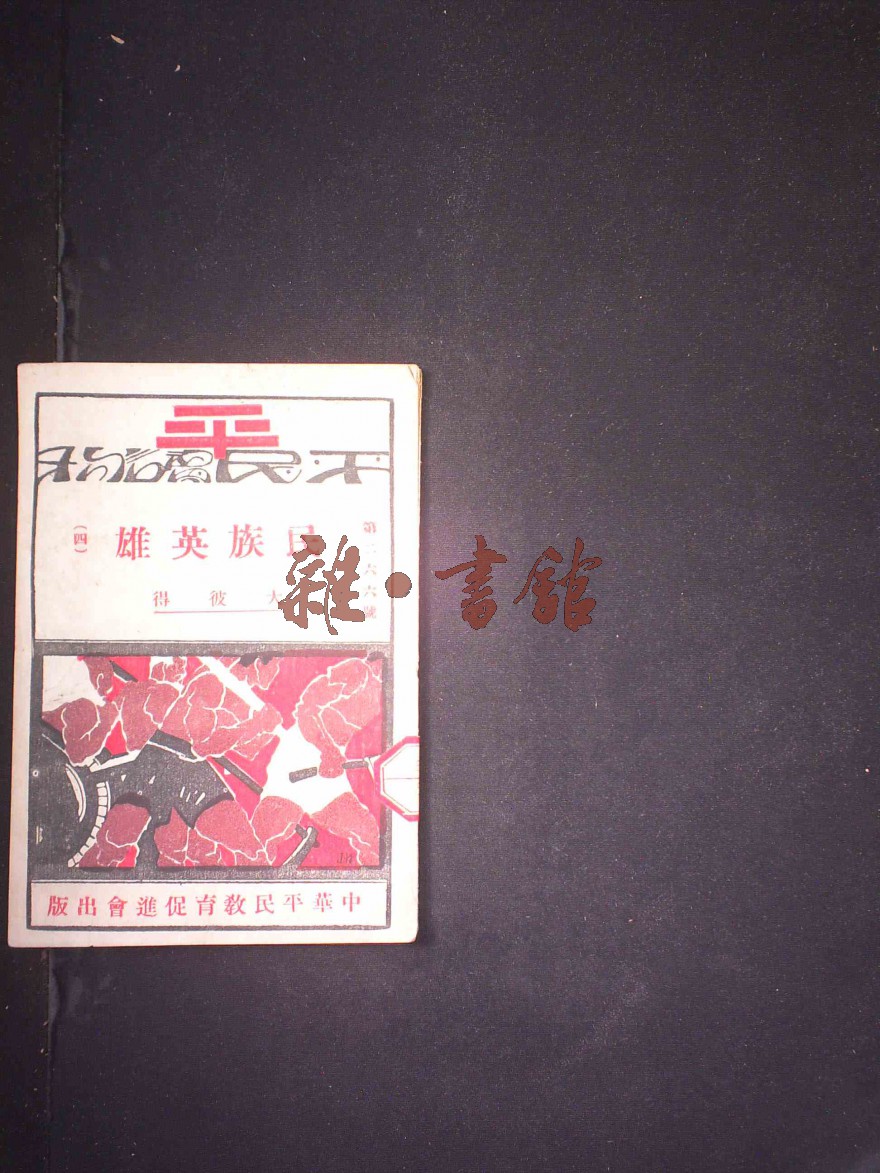 平
平民讀物
第二六六號
民族英雄
(四)
大彼得
中華平民教育促進會出版
雜·書館